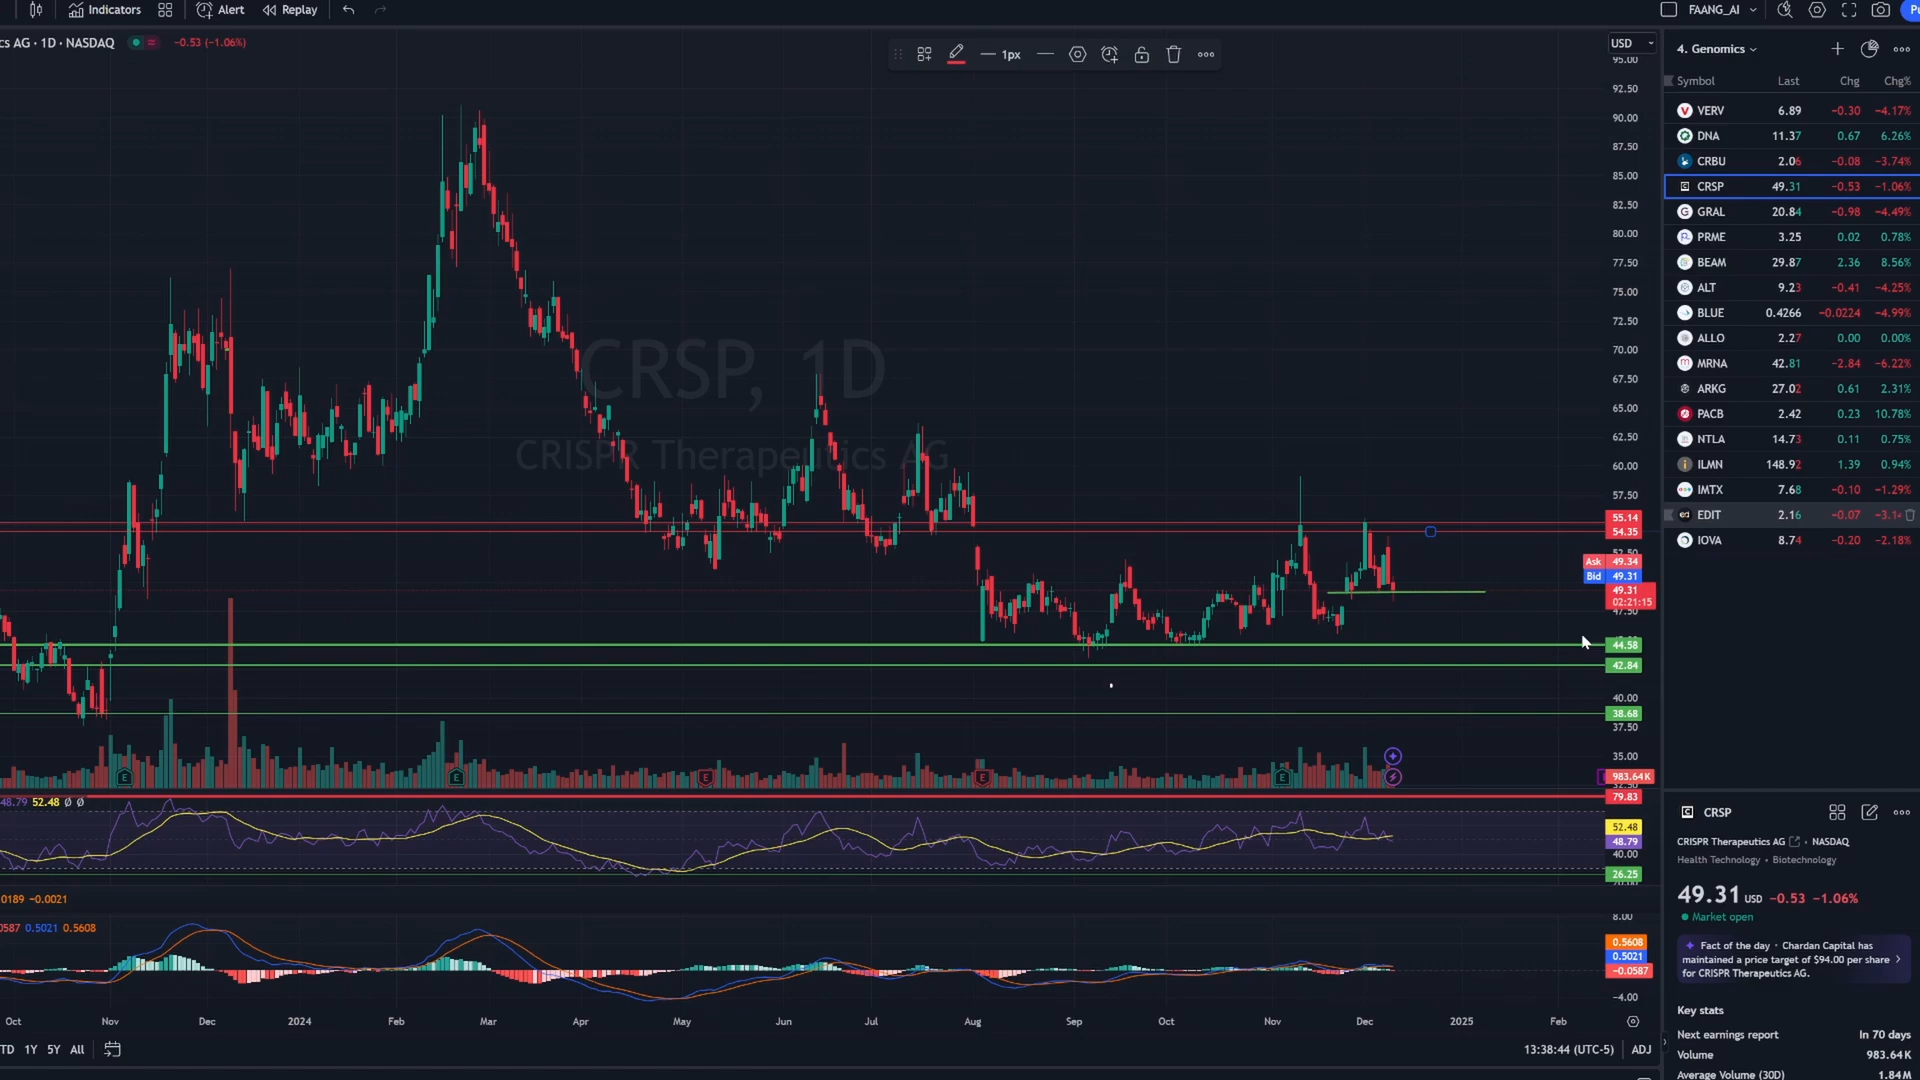 Indicators Alert Replay FAANG_AI
cs AG · 1D · NASDAQ −0.53 (−1.06%)
1px
USD
95.00
92.50
90.00
87.50
85.00
82.50
80.00
77.50
75.00
72.50
70.00
67.50
65.00
62.50
60.00
57.50
55.14
54.35
52.50
Ask 49.34
Bid 49.31
49.31
02:21:15
47.50
44.58
42.84
40.00
38.68
37.50
35.00
983.64K
32.50
CRSP, 1D
CRISPR Therapeutics AG
E E E E E
48.79 52.48 Ø Ø
79.83
52.48
48.79
40.00
26.25
0189 −0.0021
0587 0.5021 0.5608
8.00
0.5608
0.5021
−0.0587
−4.00
Oct Nov Dec 2024 Feb Mar Apr May Jun Jul Aug Sep Oct Nov Dec 2025 Feb
TD 1Y 5Y All
13:38:44 (UTC-5) ADJ
4. Genomics
Symbol Last Chg Chg%
VERV 6.89 −0.30 −4.17%
DNA 11.37 0.67 6.26%
CRBU 2.06 −0.08 −3.74%
CRSP 49.31 −0.53 −1.06%
GRAL 20.84 −0.98 −4.49%
PRME 3.25 0.02 0.78%
BEAM 29.87 2.36 8.56%
ALT 9.23 −0.41 −4.25%
BLUE 0.4266 −0.0224 −4.99%
ALLO 2.27 0.00 0.00%
MRNA 42.81 −2.84 −6.22%
ARKG 27.02 0.61 2.31%
PACB 2.42 0.23 10.78%
NTLA 14.73 0.11 0.75%
ILMN 148.92 1.39 0.94%
IMTX 7.68 −0.10 −1.29%
EDIT 2.16 −0.07 −3.14
IOVA 8.74 −0.20 −2.18%
CRSP
CRISPR Therapeutics AG · NASDAQ
Health Technology • Biotechnology
49.31 USD −0.53 −1.06%
Market open
Fact of the day • Chardan Capital has
maintained a price target of $94.00 per share
for CRISPR Therapeutics AG.
Key stats
Next earnings report In 70 days
Volume 983.64K
Average Volume (30D) 1.84M